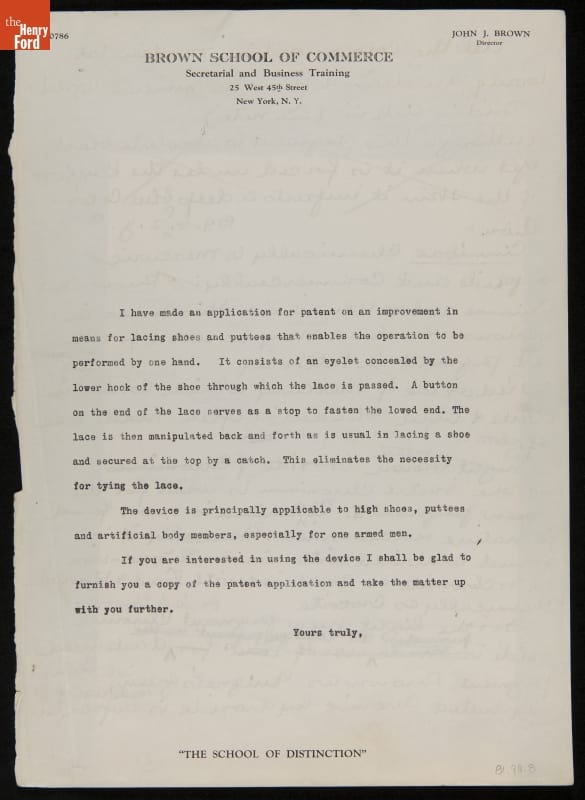 the
Henry
Ford
0786
JOHN J. BROWN
Director
BROWN SCHOOL OF COMMERCE
Secretarial and Business Training
25 West 45th Street
New York, N. Y.
I have made an application for patent on an improvement in
means for lacing shoes and puttees that enables the operation to be
performed by one hand. It consists of an eyelet concealed by the
lower hook of the shoe through which the lace is passed. A button
on the end of the lace serves as a stop to fasten the lowed end. The
lace is then manipulated back and forth as is usual in lacing a shoe
and secured at the top by a catch. This eliminates the necessity
for tying the lace.
The device is principally applicable to high shoes, puttees
and artificial body members, especially for one armed men.
If you are interested in using the device I shall be glad to
furnish you a copy of the patent application and take the matter up
with you further.
Yours truly,
"THE SCHOOL OF DISTINCTION"